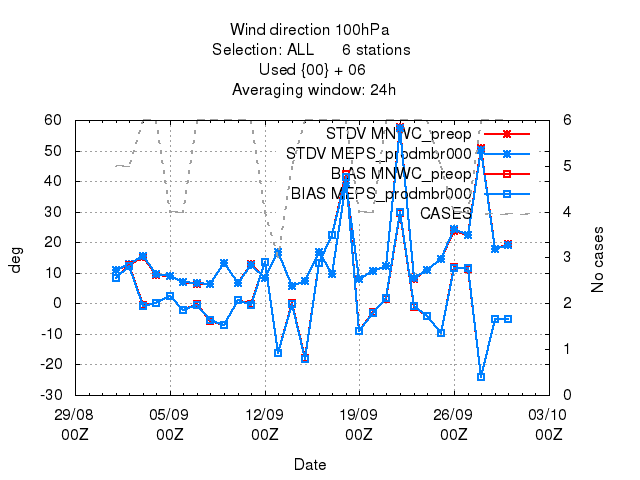 Wind direction 100hPa
Selection: ALL 6 stations
Used {00} + 06
Averaging window: 24h
60
50
40
30
20
10
0
-10
-20
-30
deg
STDV MNWC_preop
STDV MEPS_prodmbr000
BIAS MNWC_preop
BIAS MEPS_prodmbr000
CASES
6
5
4
3
2
1
0
No cases
29/08 05/09 12/09 19/09 26/09 03/10
00Z 00Z 00Z 00Z 00Z 00Z
Date